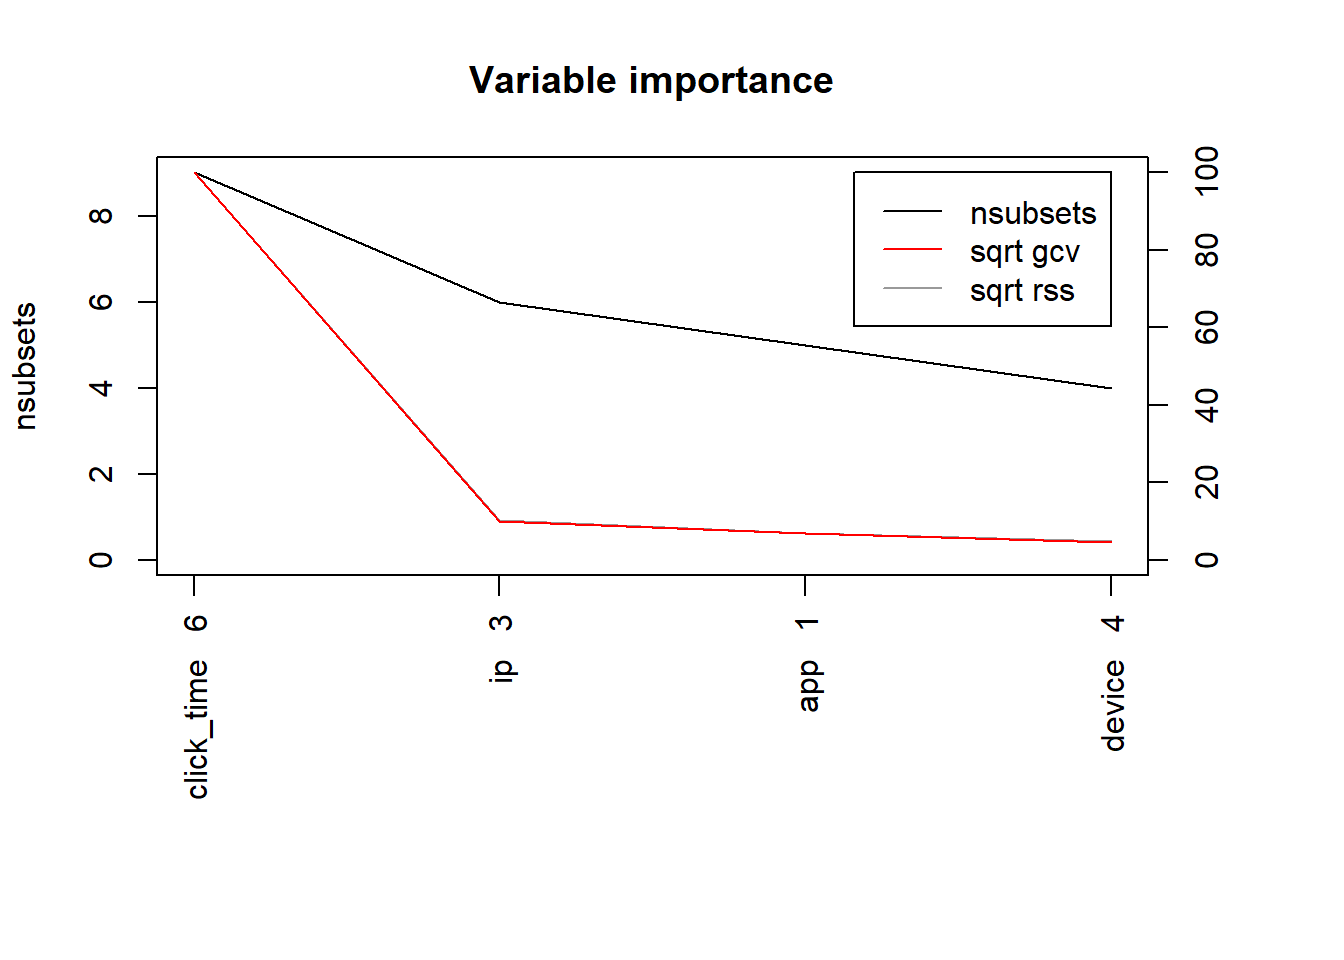 Variable importance
nsubsets
8
6
4
2
0
nsubsets
sqrt gcv
sqrt rss
100
80
60
40
20
0
click_time 6
ip 3
app 1
device 4